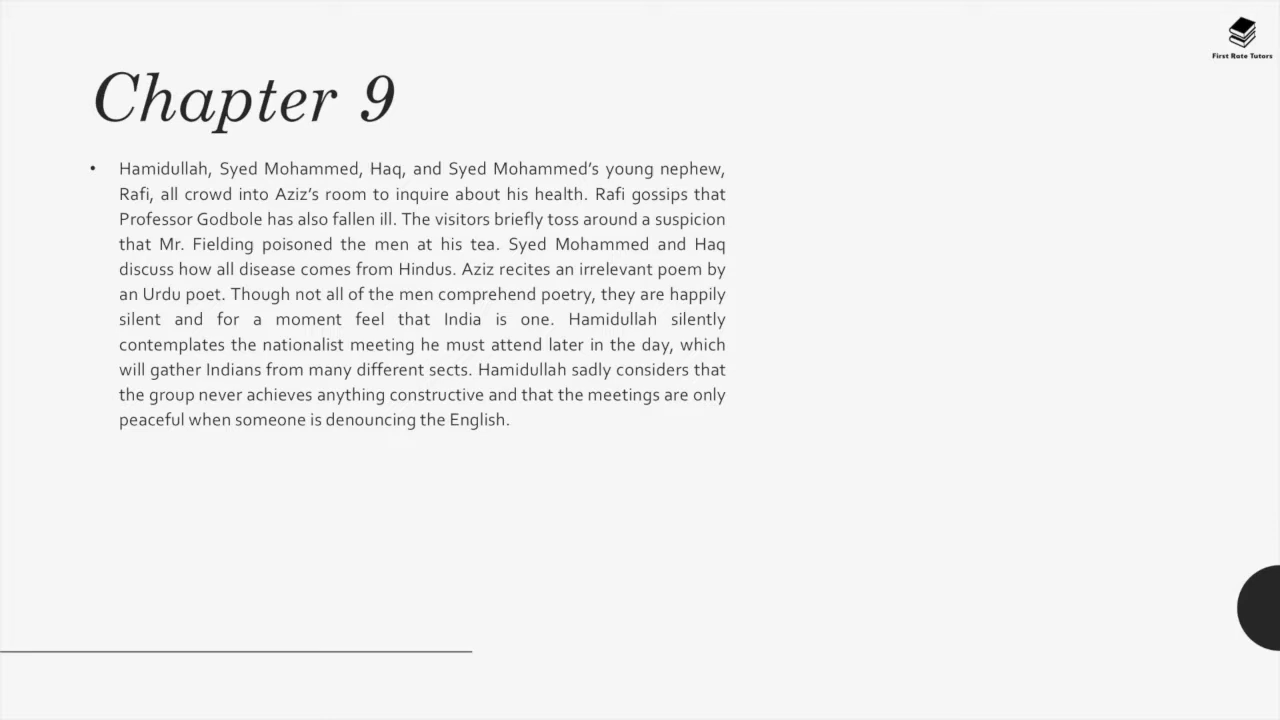 First Rate Tutors
Chapter 9
• Hamidullah, Syed Mohammed, Haq, and Syed Mohammed’s young nephew,
Rafi, all crowd into Aziz’s room to inquire about his health. Rafi gossips that
Professor Godbole has also fallen ill. The visitors briefly toss around a suspicion
that Mr. Fielding poisoned the men at his tea. Syed Mohammed and Haq
discuss how all disease comes from Hindus. Aziz recites an irrelevant poem by
an Urdu poet. Though not all of the men comprehend poetry, they are happily
silent and for a moment feel that India is one. Hamidullah silently
contemplates the nationalist meeting he must attend later in the day, which
will gather Indians from many different sects. Hamidullah sadly considers that
the group never achieves anything constructive and that the meetings are only
peaceful when someone is denouncing the English.